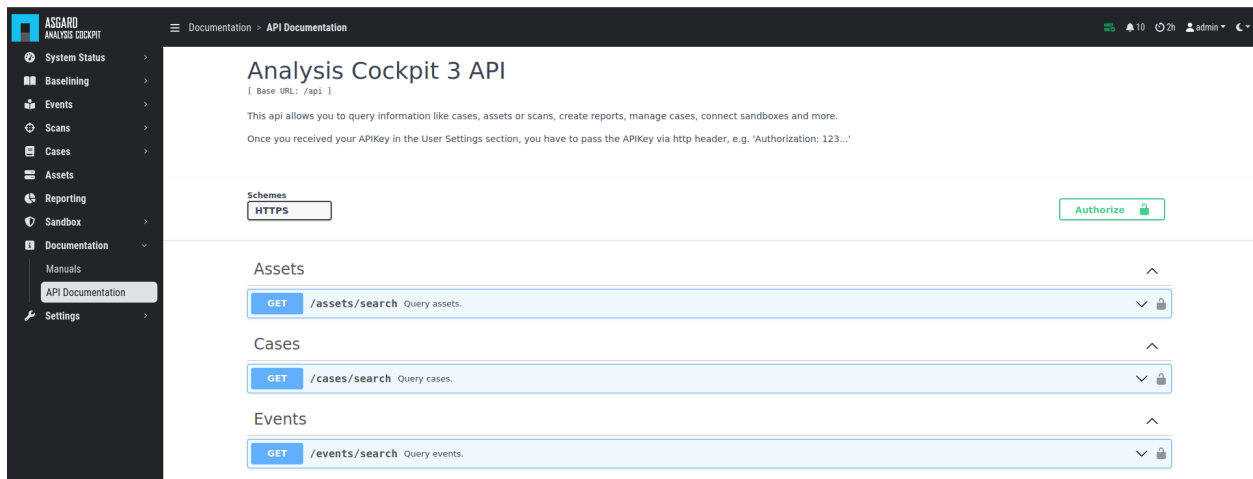 ASGARD
ANALYSIS COCKPIT
Documentation > API Documentation
10 2h admin
System Status
Baselining
Events
Scans
Cases
Assets
Reporting
Sandbox
Documentation
Manuals
API Documentation
Settings
Analysis Cockpit 3 API
[ Base URL: /api ]
This api allows you to query information like cases, assets or scans, create reports, manage cases, connect sandboxes and more.
Once you received your APIKey in the User Settings section, you have to pass the APIKey via http header, e.g. 'Authorization: 123...'
Schemes
HTTPS
Authorize
Assets
GET /assets/search Query assets.
Cases
GET /cases/search Query cases.
Events
GET /events/search Query events.